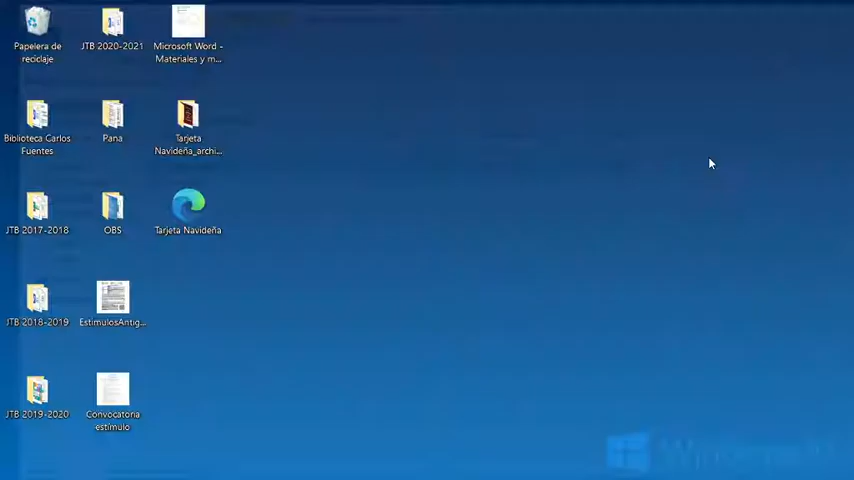 Papelera de
reciclaje
JTB 2020-2021
Microsoft Word -
Materiales y m...
Biblioteca Carlos
Fuentes
Pana
Tarjeta
Navideña_archi...
JTB 2017-2018
OBS
Tarjeta Navideña
JTB 2018-2019
EstimulosAntig...
JTB 2019-2020
Convocatoria
estímulo